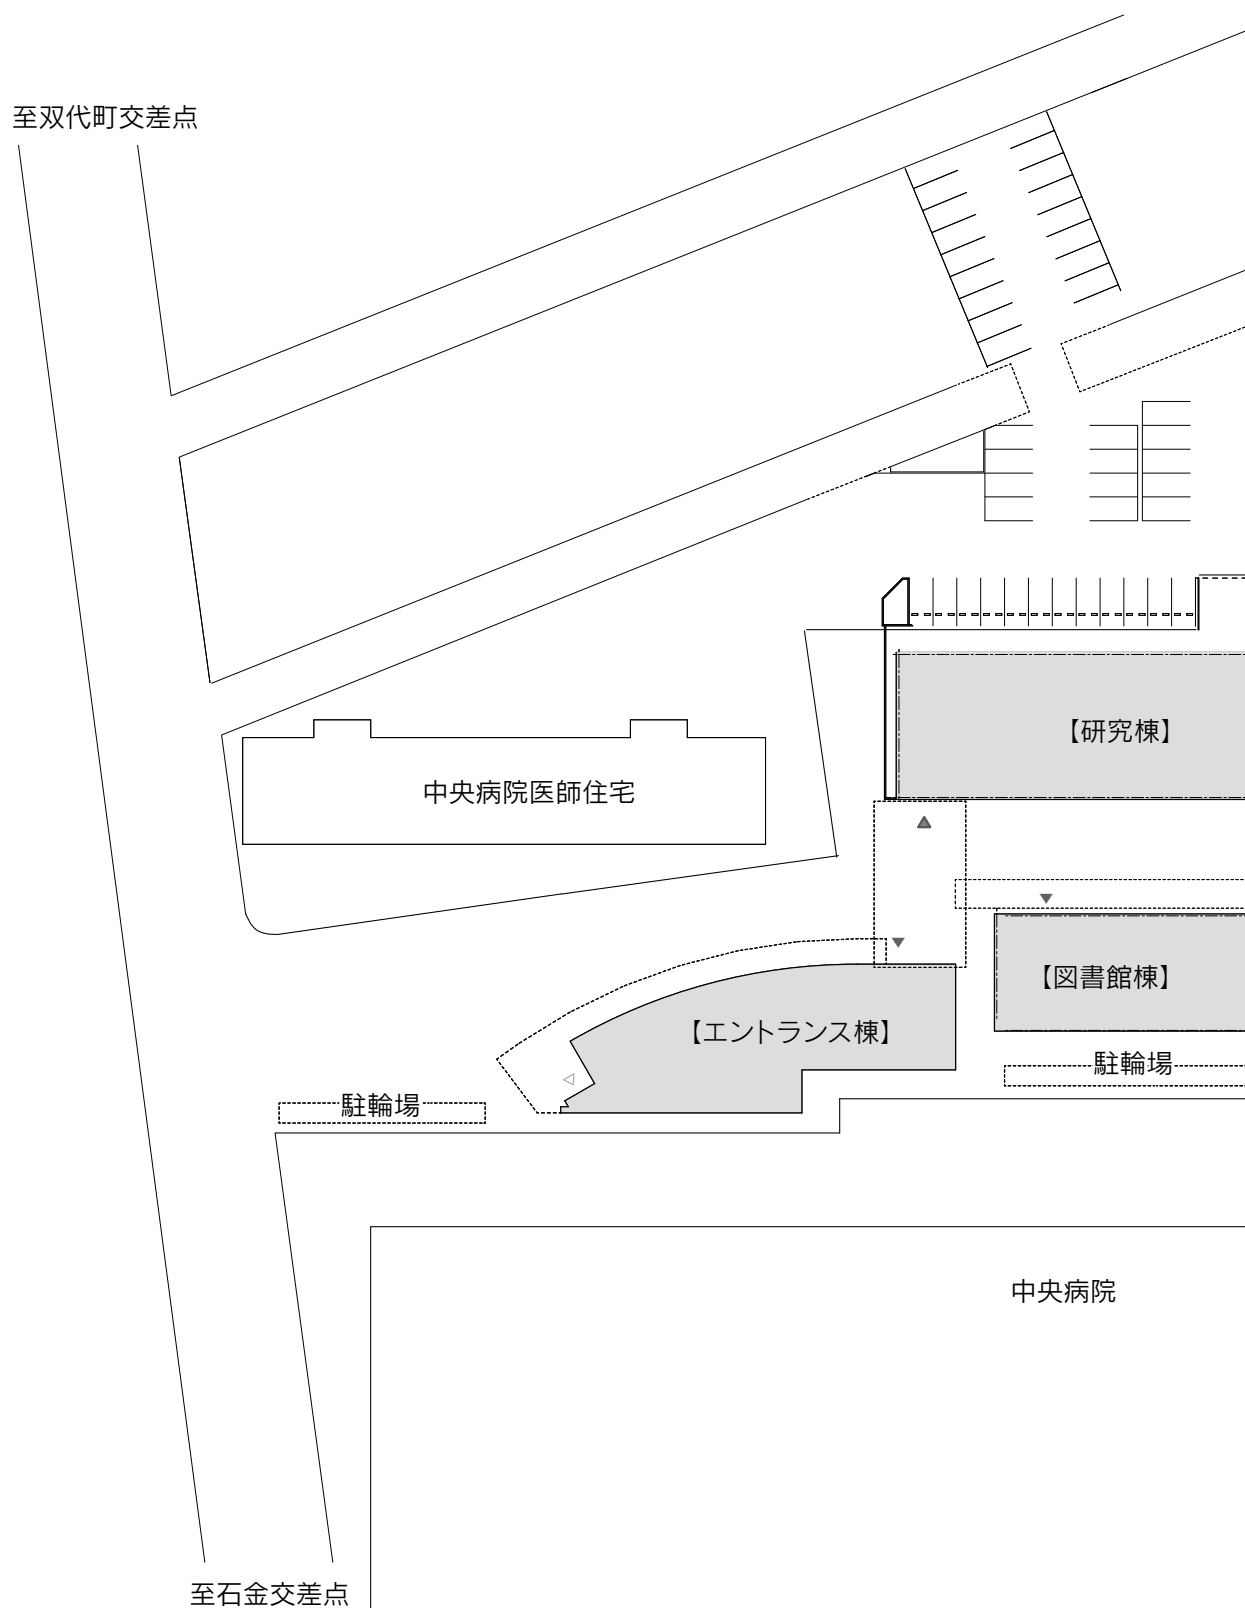 至双代町交差点
【研究棟】
中央病院医師住宅
【図書館棟】
【エントランス棟】
駐輪場
駐輪場
中央病院
至石金交差点